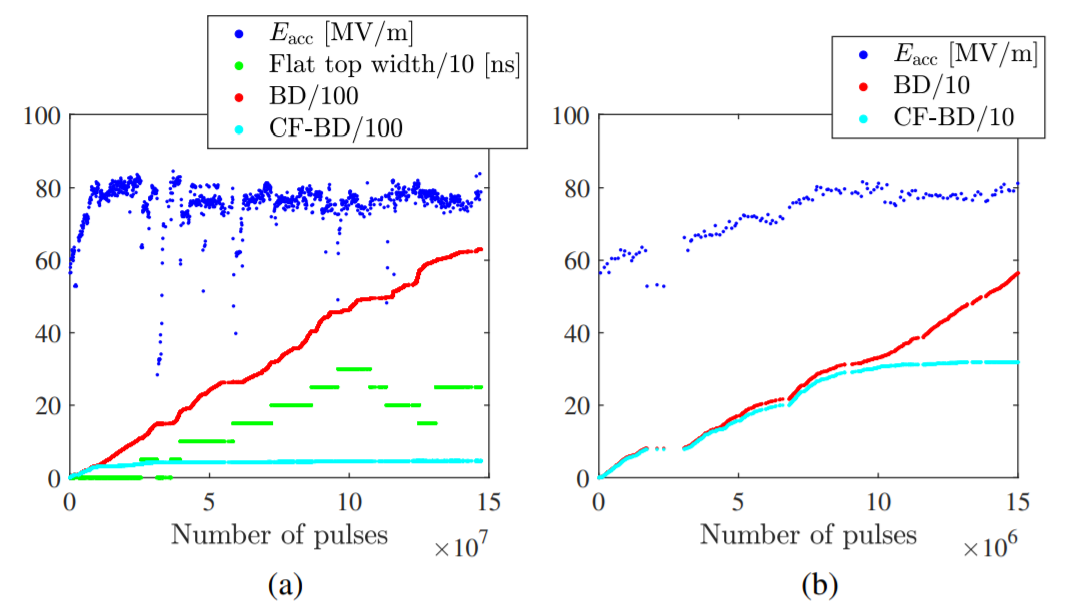 E_acc [MV/m]
Flat top width/10 [ns]
BD/100
CF-BD/100
100
80
60
40
20
0
0 5 10 15
Number of pulses
×10^7
(a)
E_acc [MV/m]
BD/10
CF-BD/10
100
80
60
40
20
0
0 5 10 15
Number of pulses
×10^6
(b)